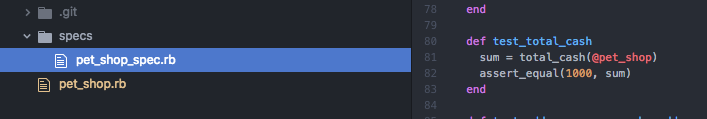 .git
specs
pet_shop_spec.rb
pet_shop.rb
78 end
79
80 def test_total_cash
81 sum = total_cash(@pet_shop)
82 assert_equal(1000, sum)
83 end
84